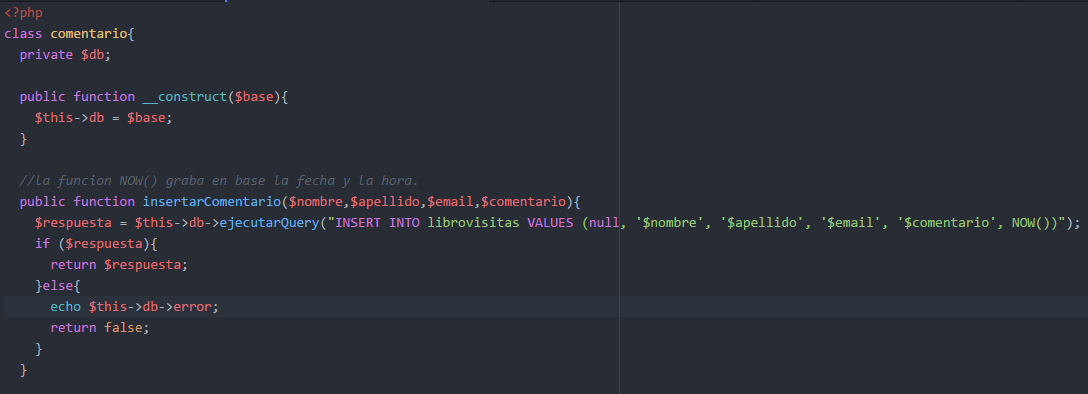 <?php
class comentario{
  private $db;

  public function __construct($base){
    $this->db = $base;
  }

  //la funcion NOW() graba en base la fecha y la hora.
  public function insertarComentario($nombre,$apellido,$email,$comentario){
    $respuesta = $this->db->ejecutarQuery("INSERT INTO librovisitas VALUES (null, '$nombre', '$apellido', '$email', '$comentario', NOW())");
    if ($respuesta){
      return $respuesta;
    }else{
      echo $this->db->error;
      return false;
    }
  }